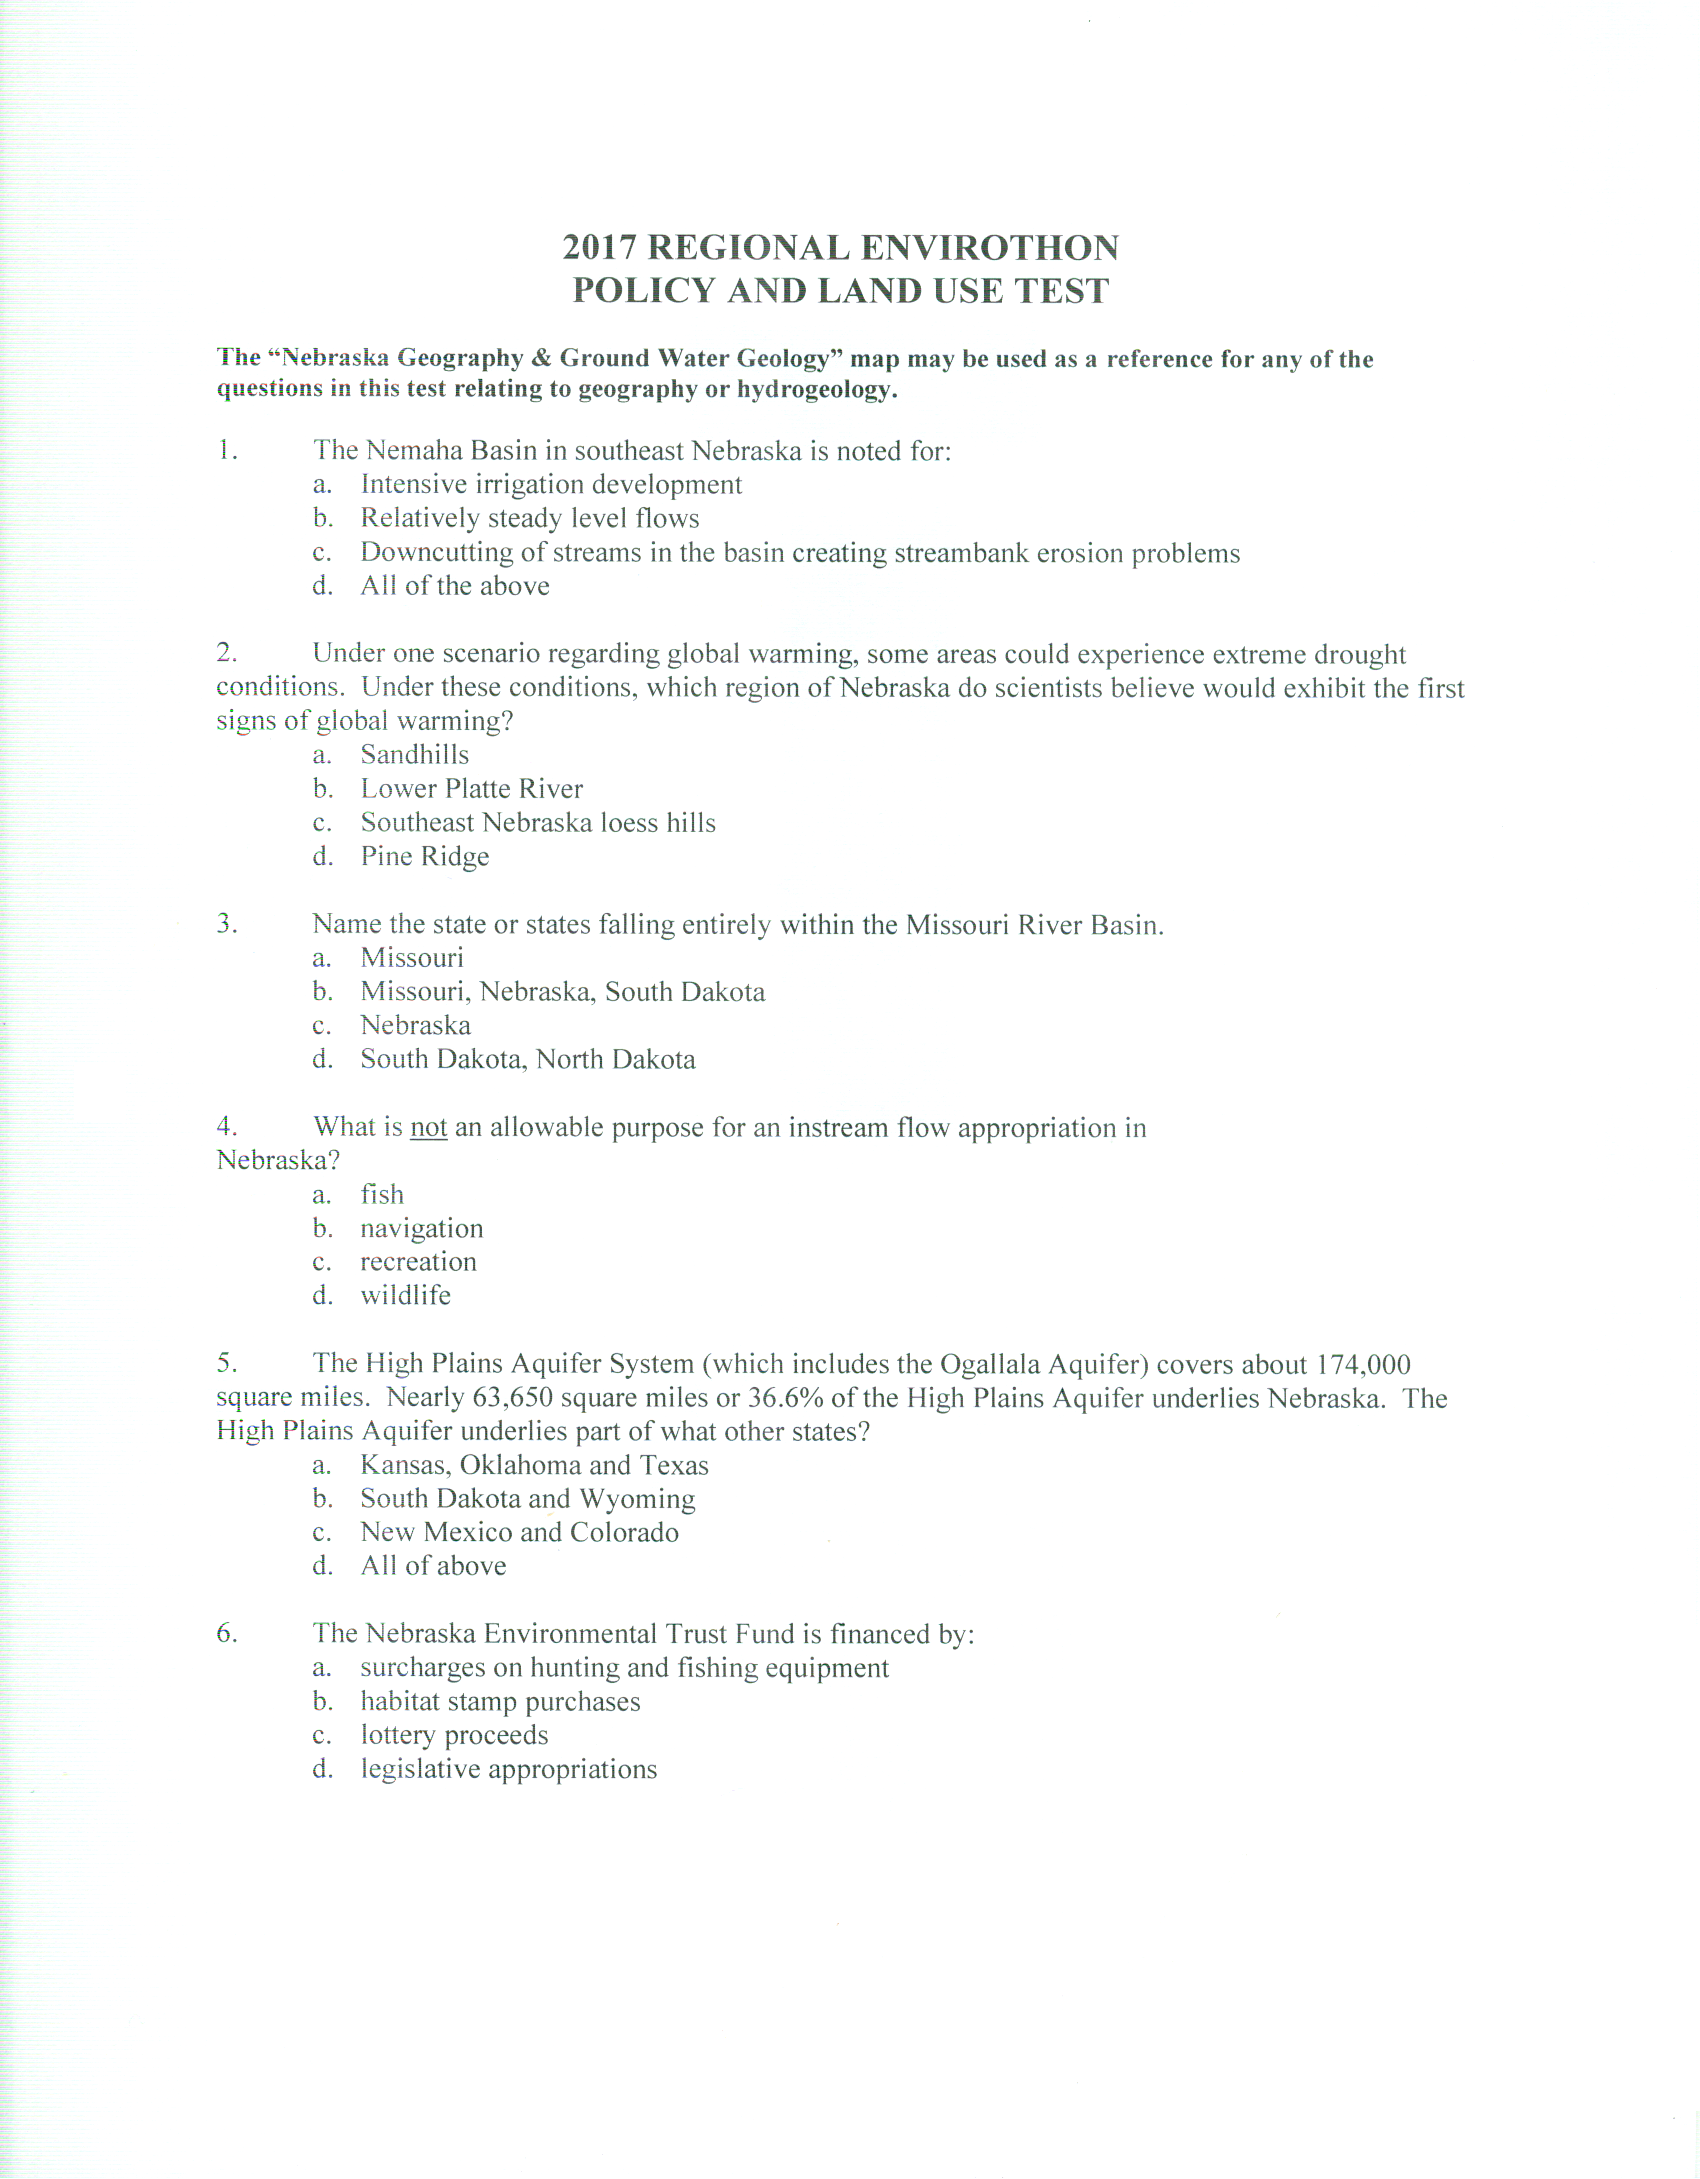 2017 REGIONAL ENVIROTHON
POLICY AND LAND USE TEST
The “Nebraska Geography & Ground Water Geology” map may be used as a reference for any of the
questions in this test relating to geography or hydrogeology.
1. The Nemaha Basin in southeast Nebraska is noted for:
a. Intensive irrigation development
b. Relatively steady level flows
c. Downcutting of streams in the basin creating streambank erosion problems
d. All of the above
2. Under one scenario regarding global warming, some areas could experience extreme drought
conditions. Under these conditions, which region of Nebraska do scientists believe would exhibit the first
signs of global warming?
a. Sandhills
b. Lower Platte River
c. Southeast Nebraska loess hills
d. Pine Ridge
3. Name the state or states falling entirely within the Missouri River Basin.
a. Missouri
b. Missouri, Nebraska, South Dakota
c. Nebraska
d. South Dakota, North Dakota
4. What is not an allowable purpose for an instream flow appropriation in
Nebraska?
a. fish
b. navigation
c. recreation
d. wildlife
5. The High Plains Aquifer System (which includes the Ogallala Aquifer) covers about 174,000
square miles. Nearly 63,650 square miles or 36.6% of the High Plains Aquifer underlies Nebraska. The
High Plains Aquifer underlies part of what other states?
a. Kansas, Oklahoma and Texas
b. South Dakota and Wyoming
c. New Mexico and Colorado
d. All of above
6. The Nebraska Environmental Trust Fund is financed by:
a. surcharges on hunting and fishing equipment
b. habitat stamp purchases
c. lottery proceeds
d. legislative appropriations